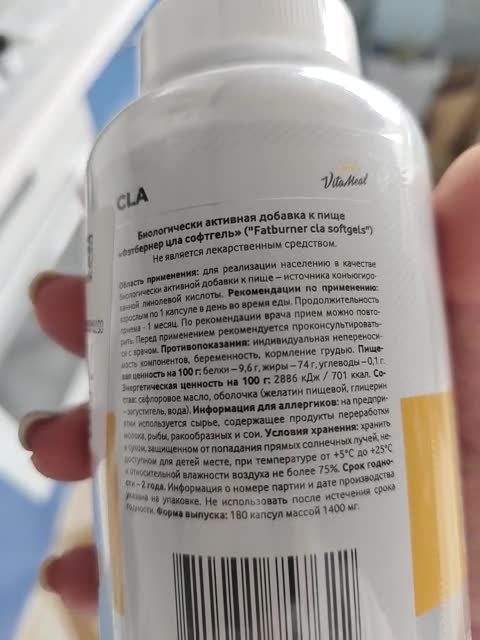 VitaMeal
CLA
Биологически активная добавка к пище
«Фэтбернер цла софтгель» ("Fatburner cla softgels")
Не является лекарственным средством.
Область применения: для реализации населению в качестве
биологически активной добавки к пище – источника конъюгиро-
ванной линолевой кислоты. Рекомендации по применению:
взрослым по 1 капсуле в день во время еды. Продолжительность
приема - 1 месяц. По рекомендации врача прием можно повто-
рить. Перед применением рекомендуется проконсультировать-
ся с врачом. Противопоказания: индивидуальная непереноси-
мость компонентов, беременность, кормление грудью. Пище-
вая ценность на 100 г: белки – 9,6 г, жиры – 74 г, углеводы – 0,1 г.
Энергетическая ценность на 100 г: 2886 кДж / 701 ккал. Со-
став: сафлоровое масло, оболочка (желатин пищевой, глицерин
– загуститель, вода). Информация для аллергиков: на предпри-
ятии используется сырье, содержащее продукты переработки
молока, рыбы, ракообразных и сои. Условия хранения: хранить
в сухом, защищенном от попадания прямых солнечных лучей, не-
доступном для детей месте, при температуре от +5°С до +25°С
и относительной влажности воздуха не более 75%. Срок годно-
сти – 2 года. Информация о номере партии и дате производства
указана на упаковке. Не использовать после истечения срока
годности. Форма выпуска: 180 капсул массой 1400 мг.